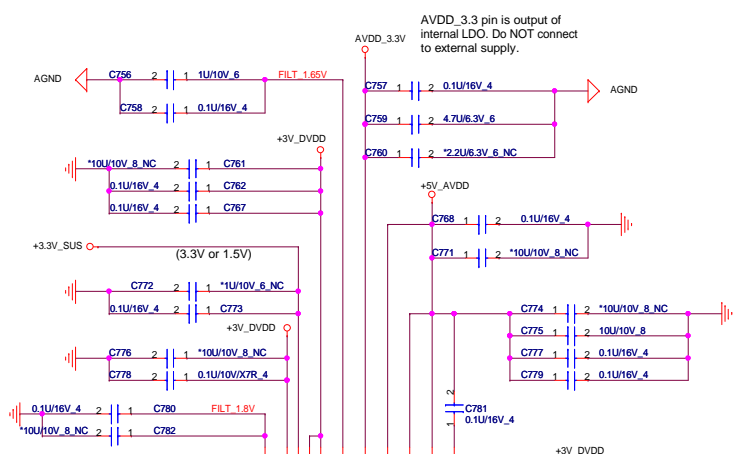 AVDD_3.3 pin is output of
internal LDO. Do NOT connect
to external supply.
AVDD_3.3V
AGND
C756 2 1 1U/10V_6 FILT_1.65V
C758 2 1 0.1U/16V_4
C757 1 2 0.1U/16V_4
AGND
C759 1 2 4.7U/6.3V_6
C760 1 2 *2.2U/6.3V_6_NC
+3V_DVDD
*10U/10V_8_NC 2 1 C761
0.1U/16V_4 2 1 C762
0.1U/16V_4 2 1 C767
+5V_AVDD
C768 1 2 0.1U/16V_4
C771 1 2 *10U/10V_8_NC
+3.3V_SUS
(3.3V or 1.5V)
C772 2 1 *1U/10V_6_NC
0.1U/16V_4 2 1 C773
C774 1 2 *10U/10V_8_NC
C775 1 2 10U/10V_8
C777 1 2 0.1U/16V_4
C779 1 2 0.1U/16V_4
+3V_DVDD
C776 2 1 *10U/10V_8_NC
C778 2 1 0.1U/10V/X7R_4
0.1U/16V_4 2 1 C780 FILT_1.8V
*10U/10V_8_NC 2 1 C782
2
C781
0.1U/16V_4
1
+3V_DVDD